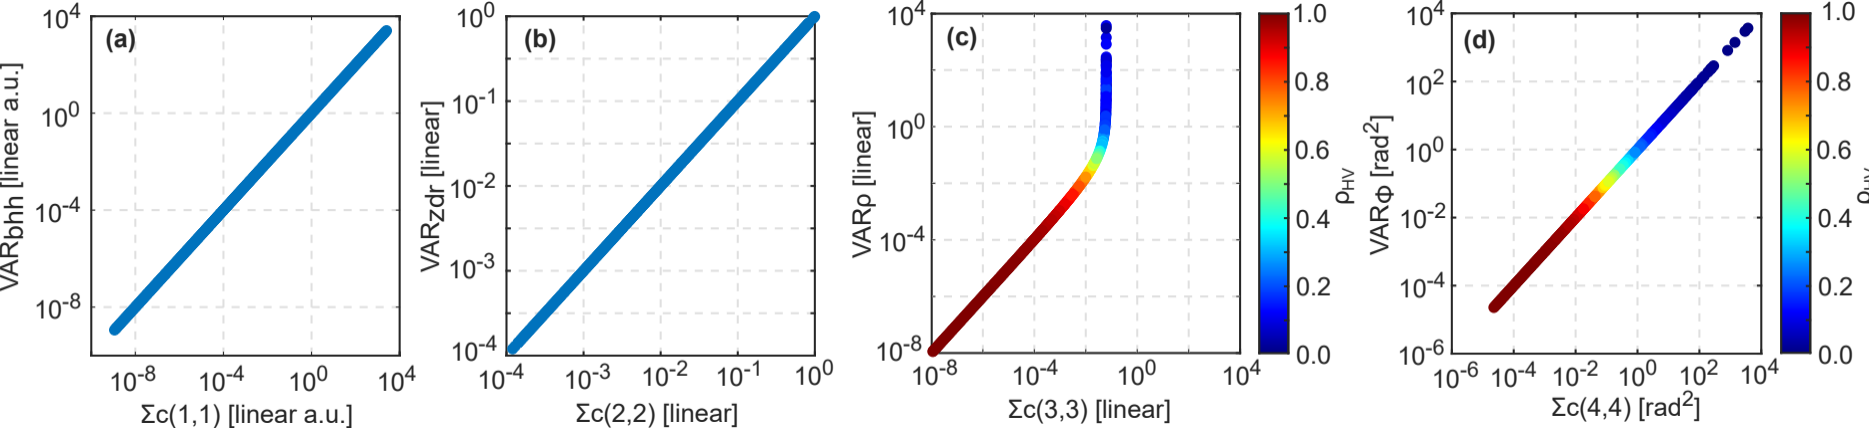 (a)
VARbhh [linear a.u.]
10^4
10^0
10^-4
10^-8
10^-8 10^-4 10^0 10^4
Σc(1,1) [linear a.u.]
(b)
VARzdr [linear]
10^0
10^-1
10^-2
10^-3
10^-4
10^-4 10^-3 10^-2 10^-1 10^0
Σc(2,2) [linear]
(c)
VARρ [linear]
10^4
10^0
10^-4
10^-8
10^-8 10^-4 10^0 10^4
Σc(3,3) [linear]
1.0
0.8
0.6
0.4
0.2
0.0
ρHV
(d)
VARΦ [rad^2]
10^4
10^2
10^0
10^-2
10^-4
10^-6
10^-6 10^-4 10^-2 10^0 10^2 10^4
Σc(4,4) [rad^2]
1.0
0.8
0.6
0.4
0.2
0.0